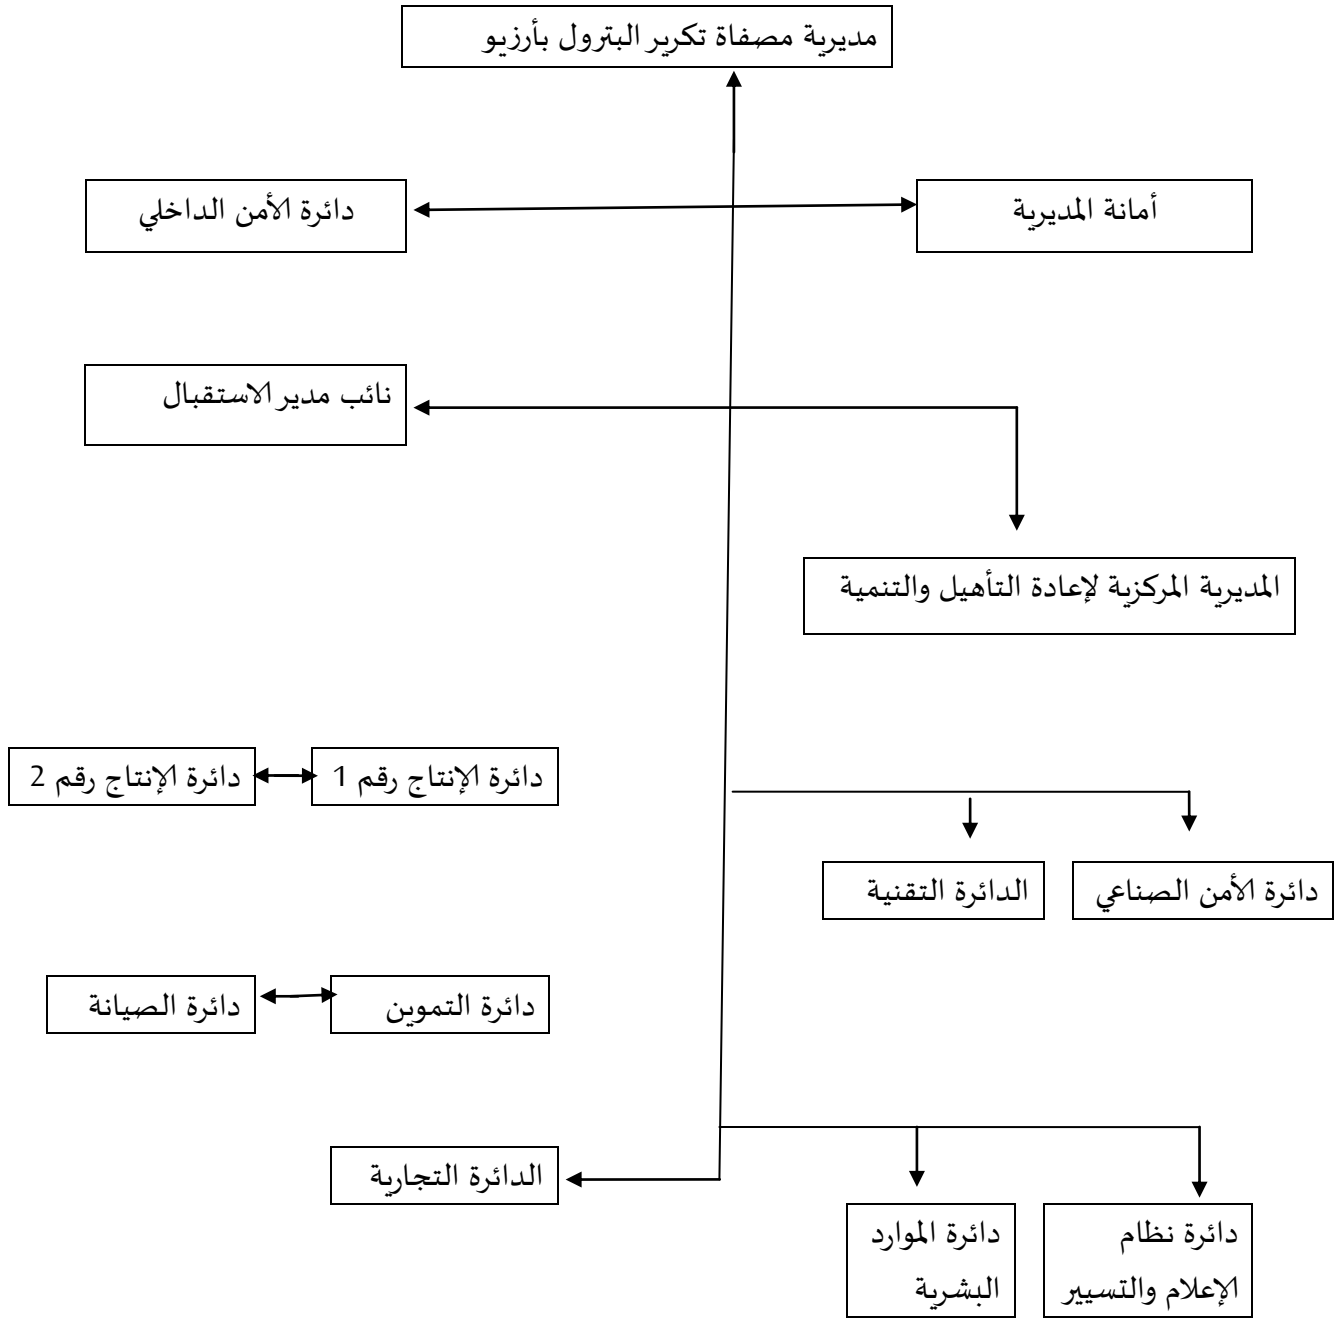 مديرية مصفاة تكرير البترول بأرزيو
أمانة المديرية
دائرة الأمن الداخلي
نائب مدير الاستقبال
المديرية المركزية لإعادة التأهيل والتنمية
دائرة الإنتاج رقم 1
دائرة الإنتاج رقم 2
دائرة الأمن الصناعي
الدائرة التقنية
دائرة التموين
دائرة الصيانة
الدائرة التجارية
دائرة نظام
الإعلام والتسيير
دائرة الموارد
البشرية